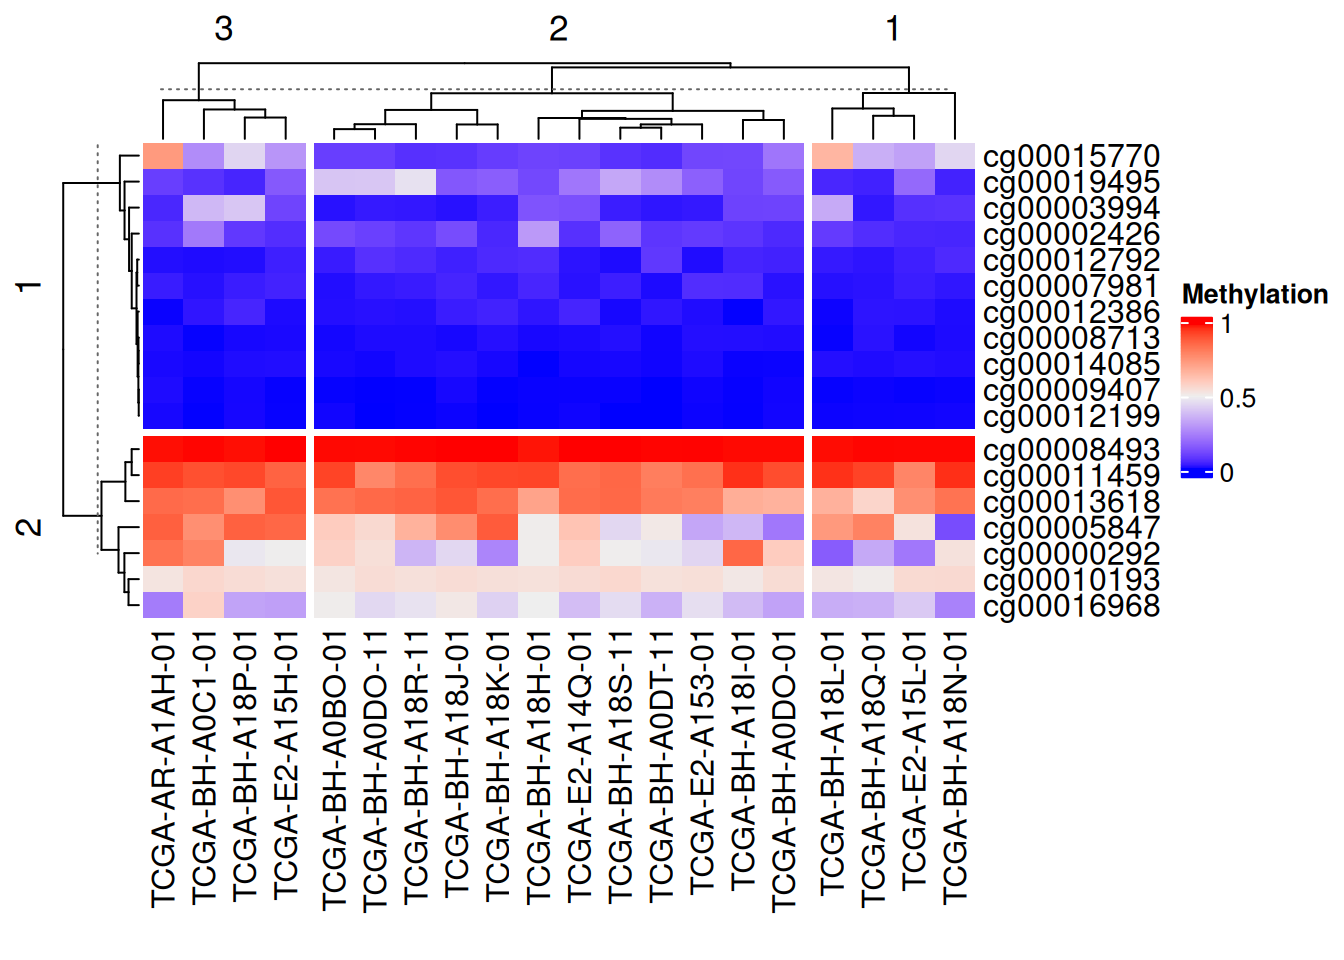 3 2 1
1
2
cg00015770
cg00019495
cg00003994
cg00002426
cg00012792
cg00007981
cg00012386
cg00008713
cg00014085
cg00009407
cg00012199
cg00008493
cg00011459
cg00013618
cg00005847
cg00000292
cg00010193
cg00016968
Methylation
1
0.5
0
TCGA-AR-A1AH-01
TCGA-BH-A0C1-01
TCGA-BH-A18P-01
TCGA-E2-A15H-01
TCGA-BH-A0BO-01
TCGA-BH-A0DO-11
TCGA-BH-A18R-11
TCGA-BH-A18J-01
TCGA-BH-A18K-01
TCGA-BH-A18H-01
TCGA-E2-A14Q-01
TCGA-BH-A18S-11
TCGA-BH-A0DT-11
TCGA-E2-A153-01
TCGA-BH-A18I-01
TCGA-BH-A0DO-01
TCGA-BH-A18L-01
TCGA-BH-A18Q-01
TCGA-E2-A15L-01
TCGA-BH-A18N-01